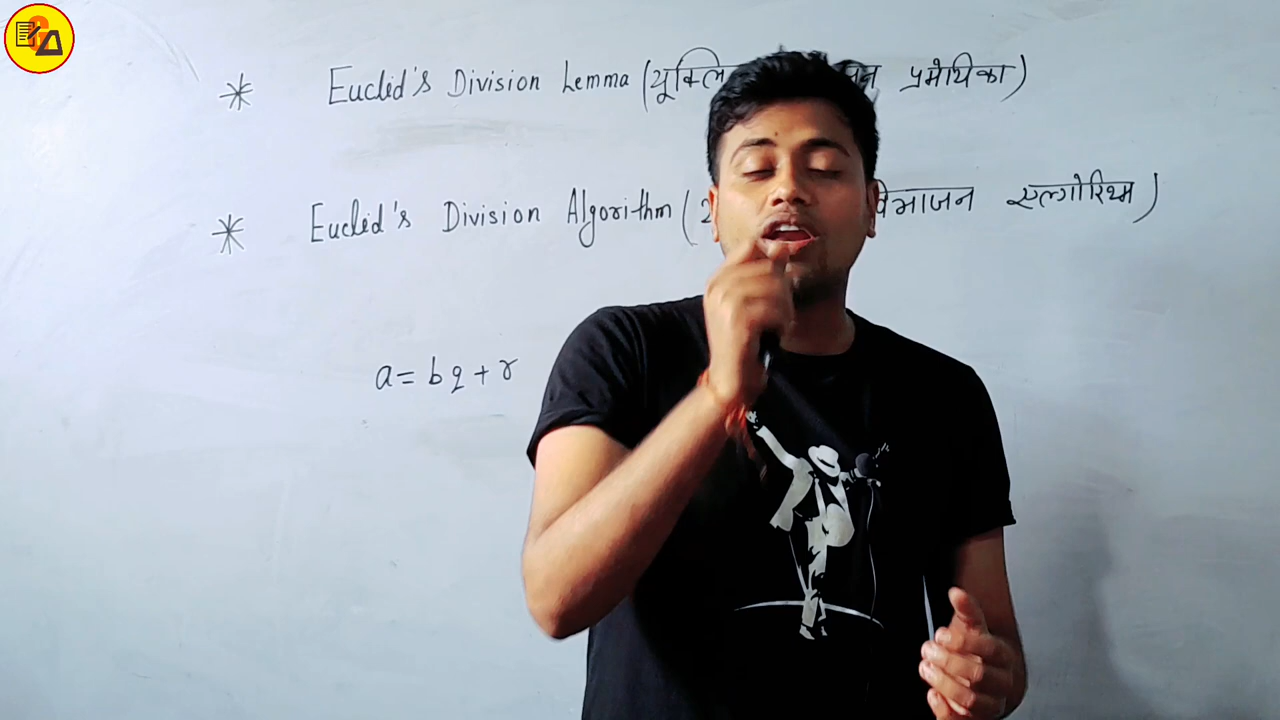 * Euclid's Division Lemma ( प्रमेयिका )
* Euclid's Division Algorithm ( विभाजन एल्गोरिथ्म )
a = bq + r